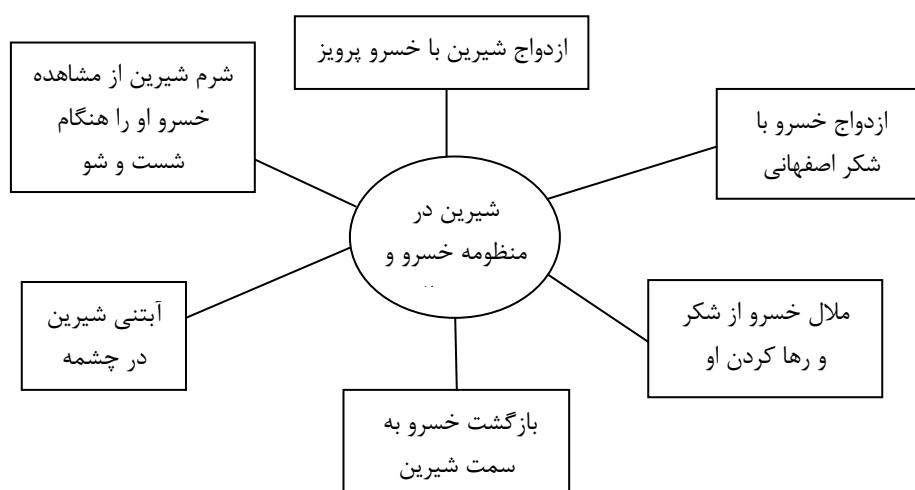 ازدواج شیرین با خسرو پرویز
شرم شیرین از مشاهده
خسرو او را هنگام
شست و شو
ازدواج خسرو با
شکر اصفهانی
شیرین در
منظومه خسرو و
آبتنی شیرین
در چشمه
ملال خسرو از شکر
و رها کردن او
بازگشت خسرو به
سمت شیرین